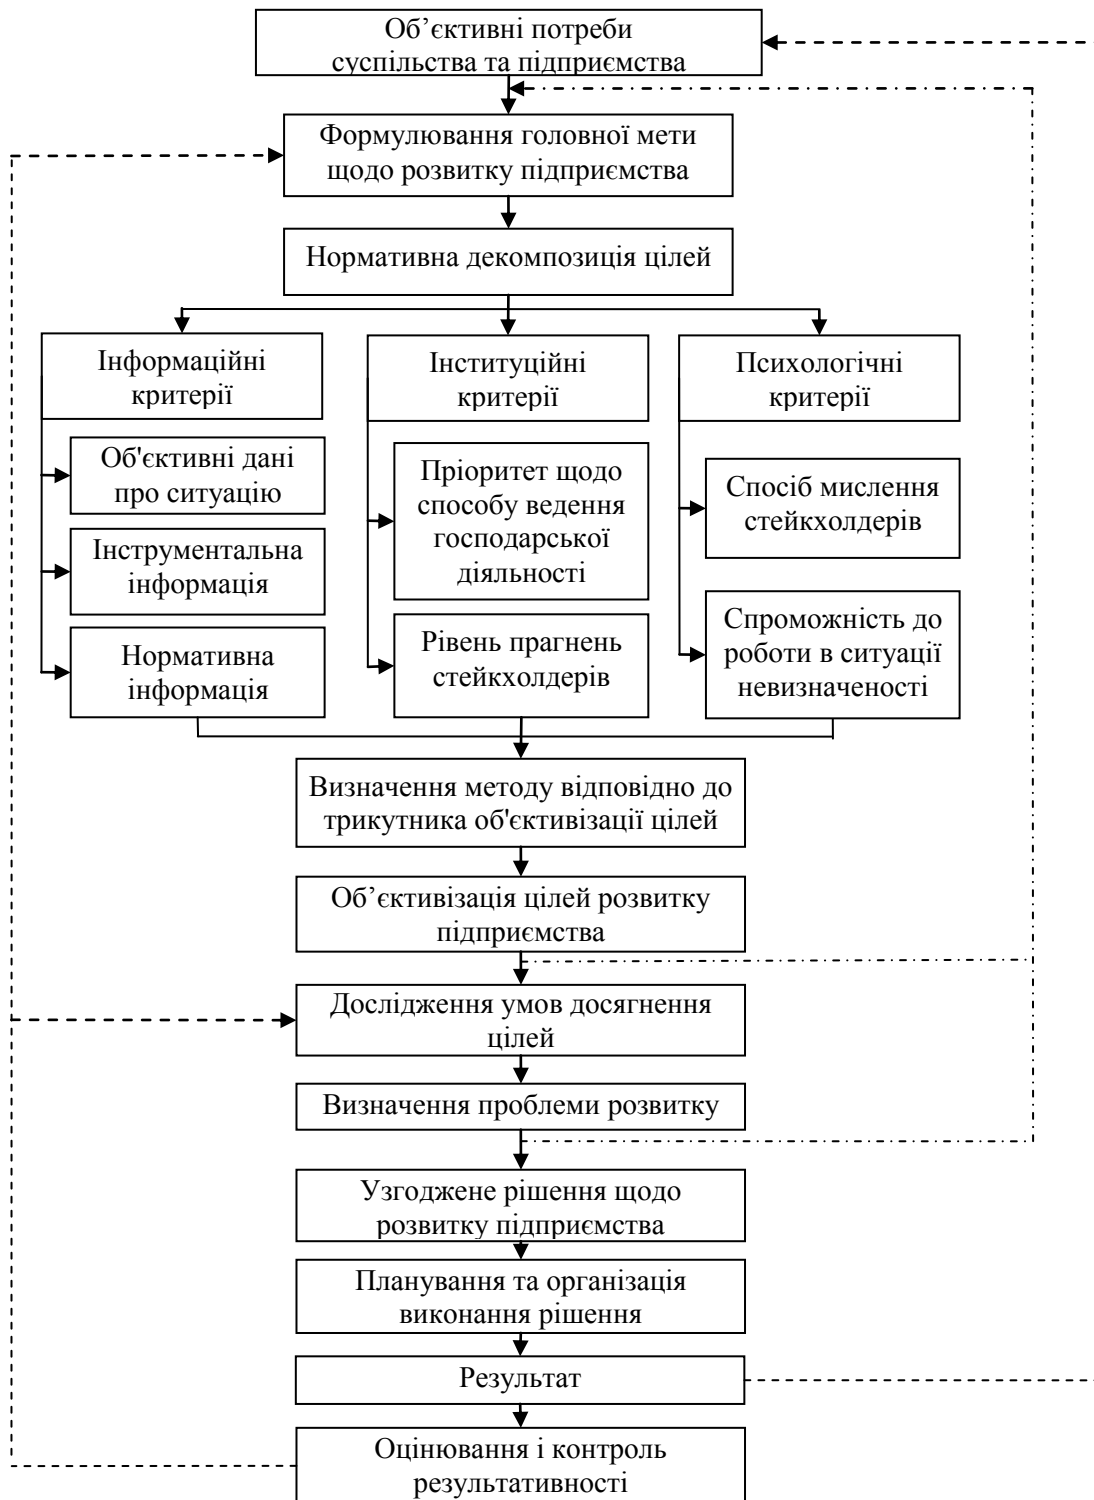 Об’єктивні потреби
суспільства та підприємства
Формулювання головної мети
щодо розвитку підприємства
Нормативна декомпозиція цілей
Інформаційні
критерії
Інституційні
критерії
Психологічні
критерії
Об'єктивні дані
про ситуацію
Інструментальна
інформація
Нормативна
інформація
Пріоритет щодо
способу ведення
господарської
діяльності
Рівень прагнень
стейкхолдерів
Спосіб мислення
стейкхолдерів
Спроможність до
роботи в ситуації
невизначеності
Визначення методу відповідно до
трикутника об'єктивізації цілей
Об’єктивізація цілей розвитку
підприємства
Дослідження умов досягнення
цілей
Визначення проблеми розвитку
Узгоджене рішення щодо
розвитку підприємства
Планування та організація
виконання рішення
Результат
Оцінювання і контроль
результативності